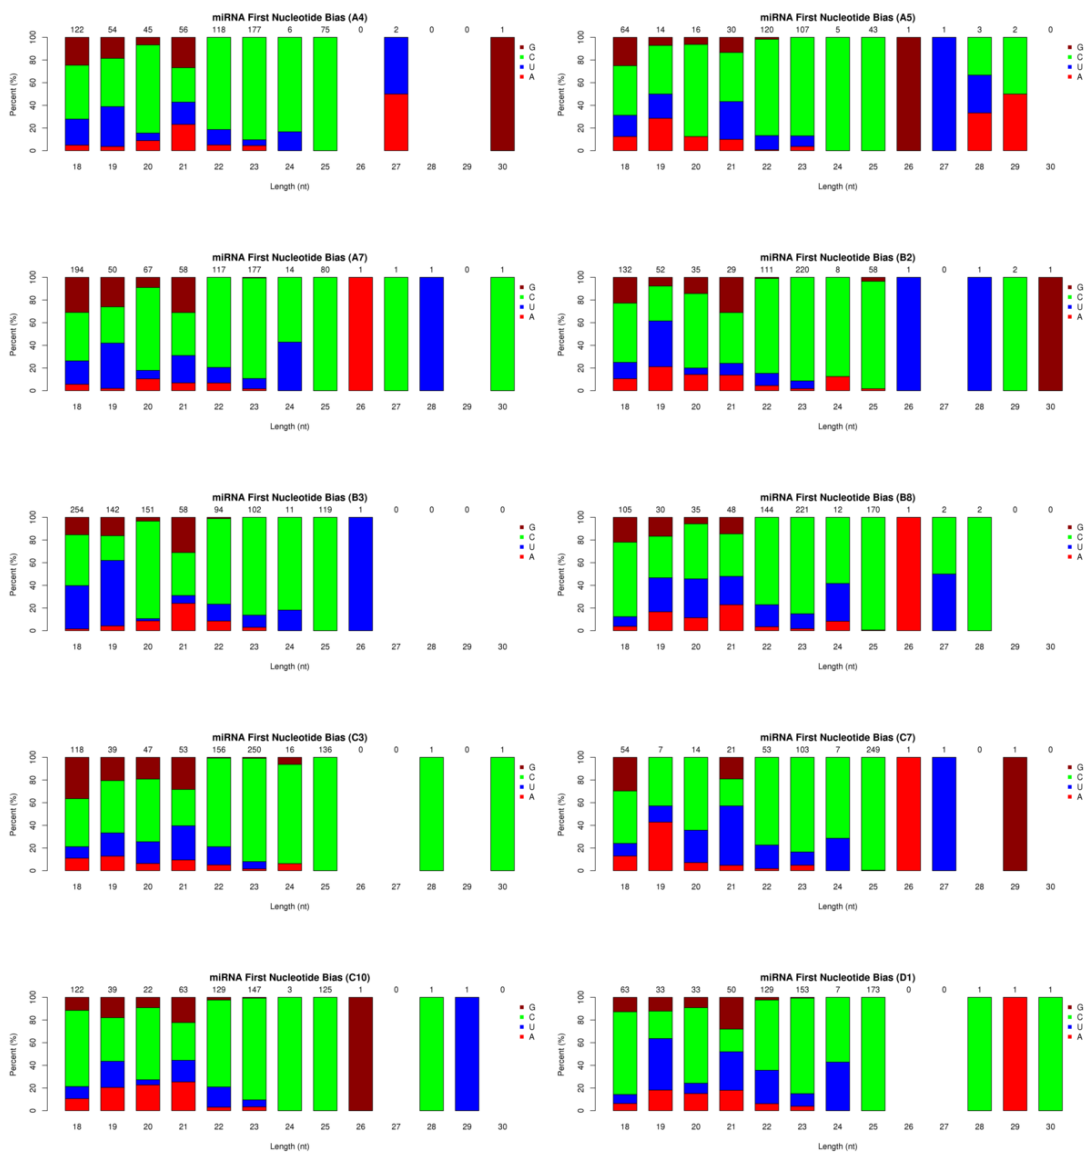 miRNA First Nucleotide Bias (A4)
122 54 45 56 118 177 6 75 0 2 0 0 1
Percent (%)
100
80
60
40
20
0
G
C
U
A
18 19 20 21 22 23 24 25 26 27 28 29 30
Length (nt)
miRNA First Nucleotide Bias (A5)
64 14 16 30 120 107 5 43 1 1 3 2 0
Percent (%)
100
80
60
40
20
0
G
C
U
A
18 19 20 21 22 23 24 25 26 27 28 29 30
Length (nt)
miRNA First Nucleotide Bias (A7)
194 50 67 58 117 177 14 80 1 1 1 0 1
Percent (%)
100
80
60
40
20
0
G
C
U
A
18 19 20 21 22 23 24 25 26 27 28 29 30
Length (nt)
miRNA First Nucleotide Bias (B2)
132 52 35 29 111 220 8 58 1 0 1 2 1
Percent (%)
100
80
60
40
20
0
G
C
U
A
18 19 20 21 22 23 24 25 26 27 28 29 30
Length (nt)
miRNA First Nucleotide Bias (B3)
254 142 151 58 94 102 11 119 1 0 0 0 0
Percent (%)
100
80
60
40
20
0
G
C
U
A
18 19 20 21 22 23 24 25 26 27 28 29 30
Length (nt)
miRNA First Nucleotide Bias (B8)
105 30 35 48 144 221 12 170 1 2 2 0 0
Percent (%)
100
80
60
40
20
0
G
C
U
A
18 19 20 21 22 23 24 25 26 27 28 29 30
Length (nt)
miRNA First Nucleotide Bias (C3)
118 39 47 53 156 250 16 136 0 0 1 0 1
Percent (%)
100
80
60
40
20
0
G
C
U
A
18 19 20 21 22 23 24 25 26 27 28 29 30
Length (nt)
miRNA First Nucleotide Bias (C7)
54 7 14 21 53 103 7 249 1 1 0 1 0
Percent (%)
100
80
60
40
20
0
G
C
U
A
18 19 20 21 22 23 24 25 26 27 28 29 30
Length (nt)
miRNA First Nucleotide Bias (C10)
122 39 22 63 129 147 3 125 1 0 1 1 0
Percent (%)
100
80
60
40
20
0
G
C
U
A
18 19 20 21 22 23 24 25 26 27 28 29 30
Length (nt)
miRNA First Nucleotide Bias (D1)
63 33 33 50 129 153 7 173 0 0 1 1 1
Percent (%)
100
80
60
40
20
0
G
C
U
A
18 19 20 21 22 23 24 25 26 27 28 29 30
Length (nt)